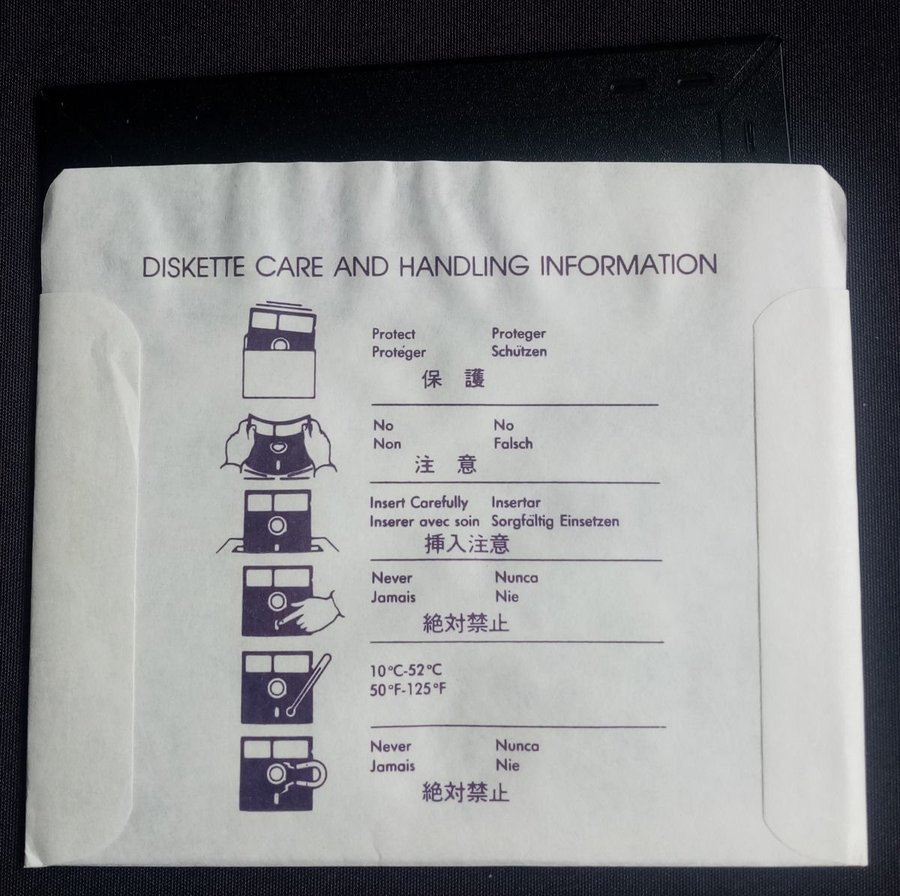 DISKETTE CARE AND HANDLING INFORMATION
Protect Proteger
Protéger Schützen
保 護
No No
Non Falsch
注 意
Insert Carefully Insertar
Inserer avec soin Sorgfältig Einsetzen
挿入注意
Never Nunca
Jamais Nie
絶対禁止
10°C-52°C
50°F-125°F
Never Nunca
Jamais Nie
絶対禁止